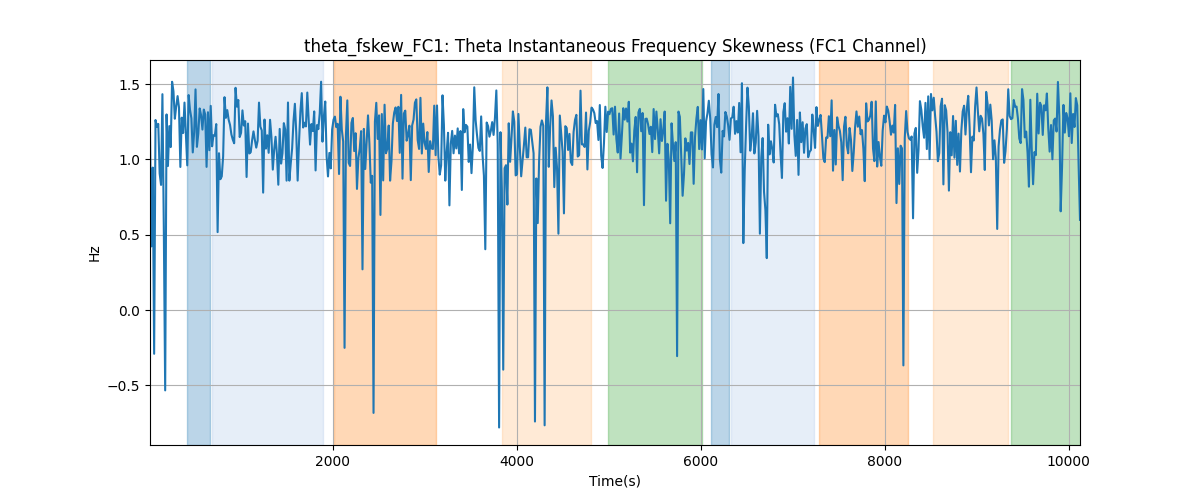 theta_fskew_FC1: Theta Instantaneous Frequency Skewness (FC1 Channel)
1.5
1.0
0.5
0.0
−0.5
Hz
2000 4000 6000 8000 10000
Time(s)